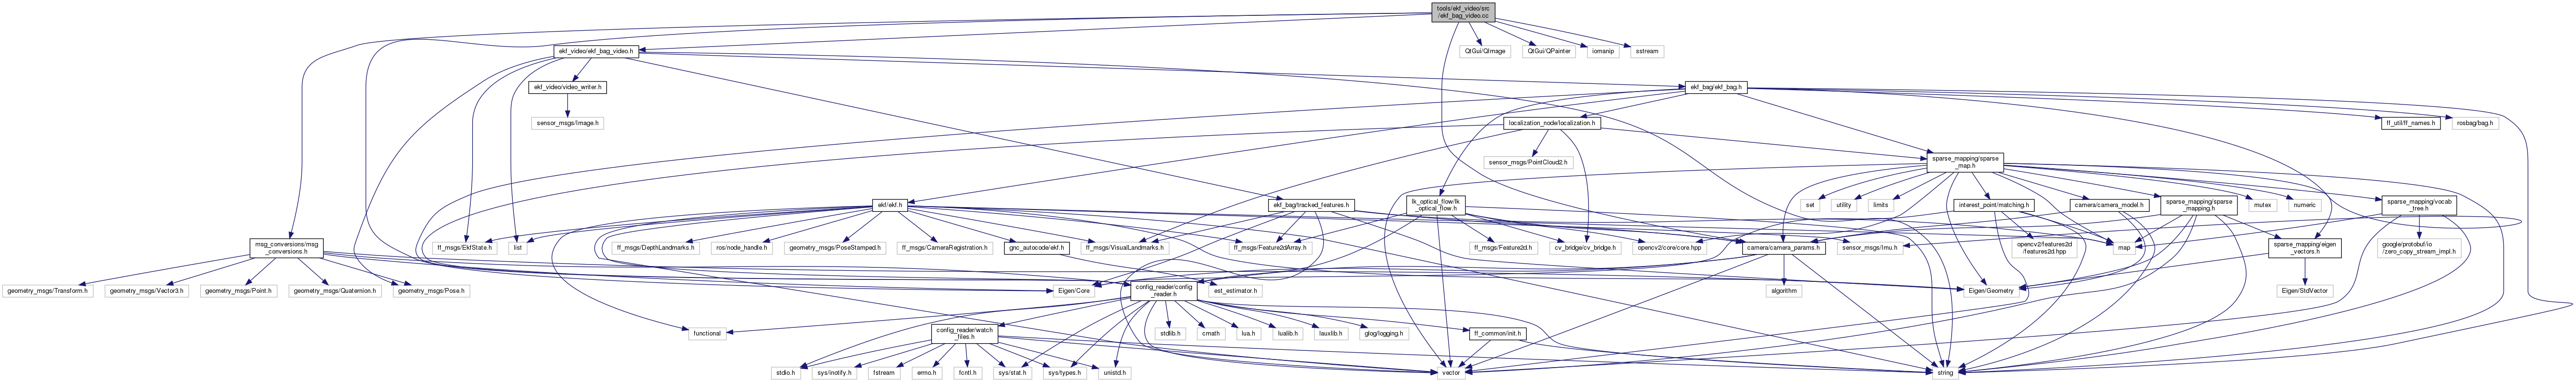 tools/ekf_video/src
/ekf_bag_video.cc
ekf_video/ekf_bag_video.h
QtGui/QImage
QtGui/QPainter
iomanip
sstream
ekf_video/video_writer.h
ekf_bag/ekf_bag.h
sensor_msgs/Image.h
localization_node/localization.h
ff_util/ff_names.h
rosbag/bag.h
sensor_msgs/PointCloud2.h
sparse_mapping/sparse
_map.h
ekf/ekf.h
ekf_bag/tracked_features.h
lk_optical_flow/lk
_optical_flow.h
set
utility
limits
interest_point/matching.h
camera/camera_model.h
sparse_mapping/sparse
_mapping.h
mutex
numeric
sparse_mapping/vocab
_tree.h
msg_conversions/msg
_conversions.h
ff_msgs/EkfState.h
list
ff_msgs/DepthLandmarks.h
ros/node_handle.h
geometry_msgs/PoseStamped.h
ff_msgs/CameraRegistration.h
gnc_autocode/ekf.h
ff_msgs/VisualLandmarks.h
ff_msgs/Feature2dArray.h
ff_msgs/Feature2d.h
cv_bridge/cv_bridge.h
opencv2/core/core.hpp
camera/camera_params.h
sensor_msgs/Imu.h
opencv2/features2d
/features2d.hpp
map
sparse_mapping/eigen
_vectors.h
google/protobuf/io
/zero_copy_stream_impl.h
geometry_msgs/Transform.h
geometry_msgs/Vector3.h
geometry_msgs/Point.h
geometry_msgs/Quaternion.h
geometry_msgs/Pose.h
Eigen/Core
config_reader/config
_reader.h
est_estimator.h
algorithm
Eigen/Geometry
Eigen/StdVector
functional
config_reader/watch
_files.h
stdlib.h
cmath
lua.h
lualib.h
lauxlib.h
glog/logging.h
ff_common/init.h
stdio.h
sys/inotify.h
fstream
errno.h
fcntl.h
sys/stat.h
sys/types.h
unistd.h
vector
string